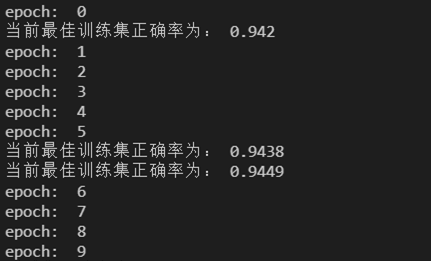 epoch:  0
当前最佳训练集正确率为： 0.942
epoch:  1
epoch:  2
epoch:  3
epoch:  4
epoch:  5
当前最佳训练集正确率为： 0.9438
当前最佳训练集正确率为： 0.9449
epoch:  6
epoch:  7
epoch:  8
epoch:  9